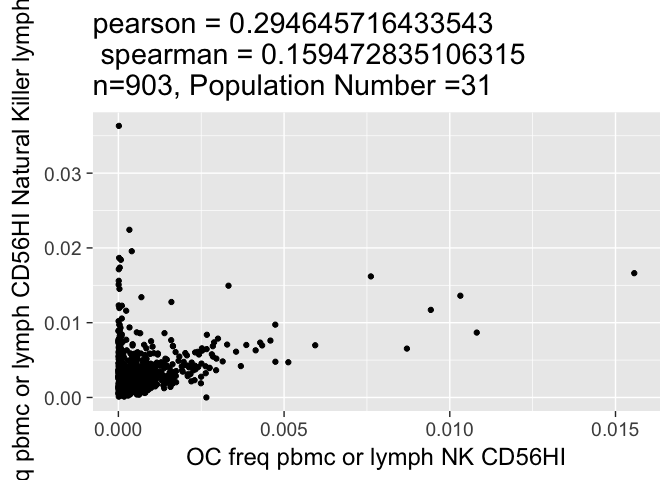 pearson = 0.294645716433543
spearman = 0.159472835106315
n=903, Population Number =31
q pbmc or lymph CD56HI Natural Killer lymph
0.03
0.02
0.01
0.00
0.000 0.005 0.010 0.015
OC freq pbmc or lymph NK CD56HI